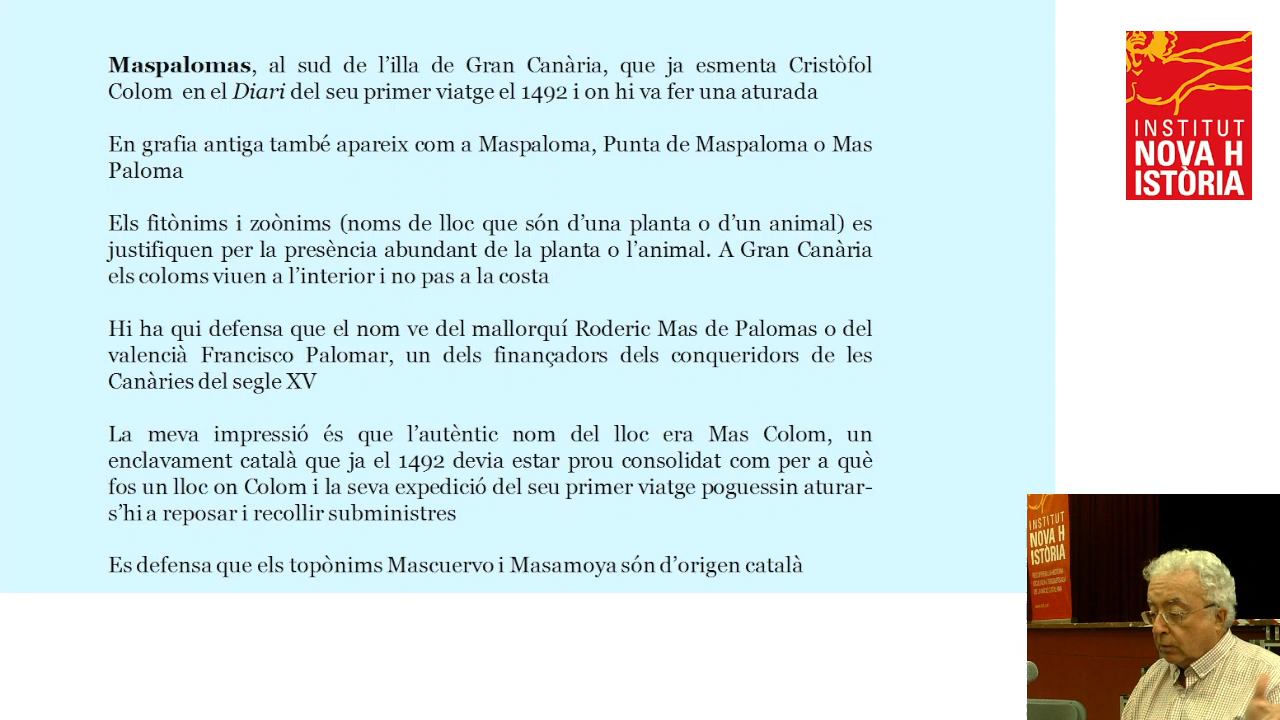 Maspalomas, al sud de l’illa de Gran Canària, que ja esmenta Cristòfol
Colom en el Diari del seu primer viatge el 1492 i on hi va fer una aturada
En grafia antiga també apareix com a Maspaloma, Punta de Maspaloma o Mas
Paloma
Els fitònims i zoònims (noms de lloc que són d’una planta o d’un animal) es
justifiquen per la presència abundant de la planta o l’animal. A Gran Canària
els coloms viuen a l’interior i no pas a la costa
Hi ha qui defensa que el nom ve del mallorquí Roderic Mas de Palomas o del
valencià Francisco Palomar, un dels finançadors dels conqueridors de les
Canàries del segle XV
La meva impressió és que l’autèntic nom del lloc era Mas Colom, un
enclavament català que ja el 1492 devia estar prou consolidat com per a què
fos un lloc on Colom i la seva expedició del seu primer viatge poguessin aturar-
s’hi a reposar i recollir subministres
Es defensa que els topònims Mascuervo i Masamoya són d’origen català
INSTITUT
NOVA H
ISTÒRIA
INSTITUT
NOVA H
ISTÒRIA